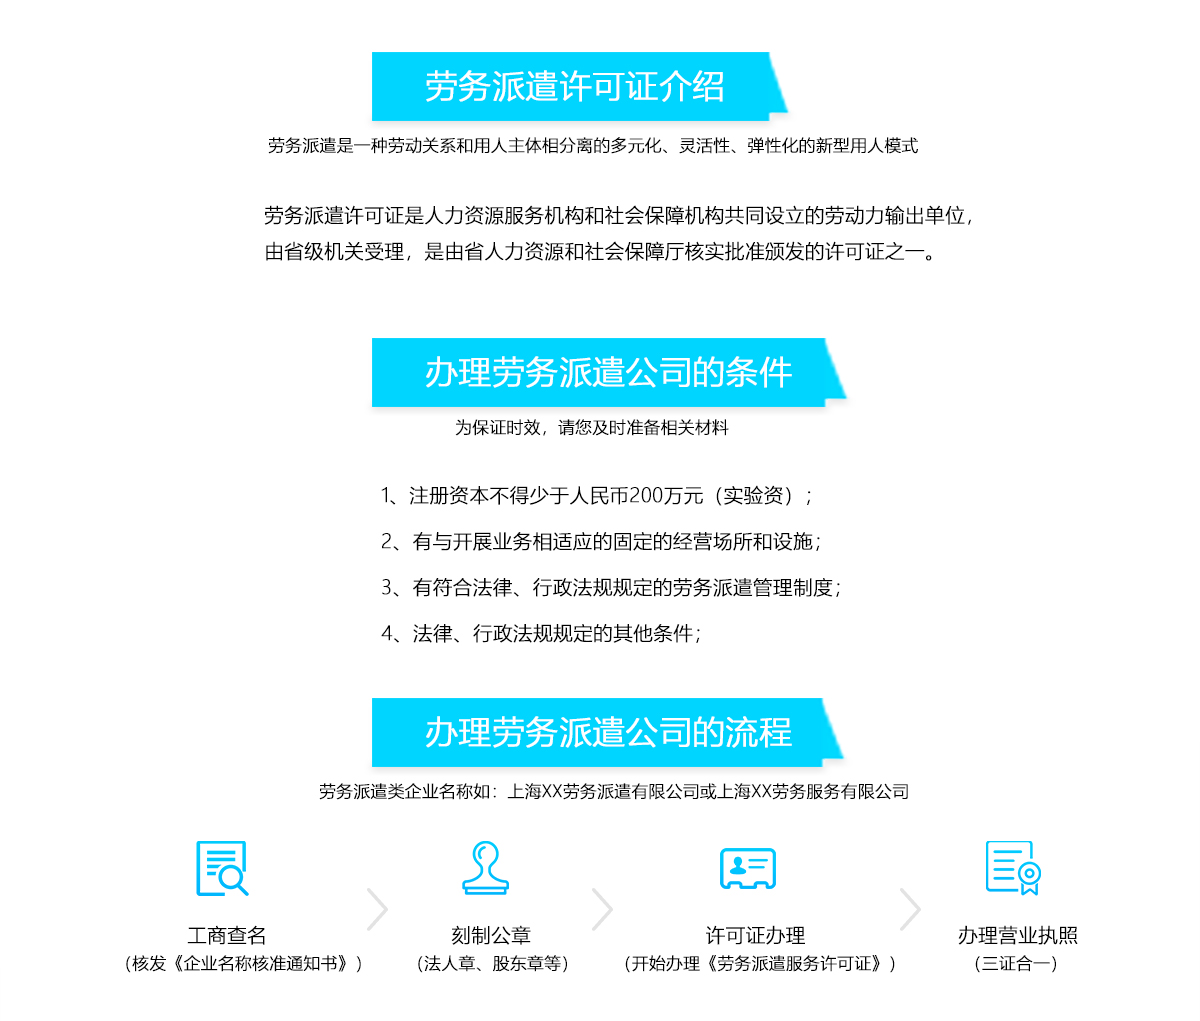 劳务派遣许可证介绍
劳务派遣是一种劳动关系和用人主体相分离的多元化、灵活性、弹性化的新型用人模式
劳务派遣许可证是人力资源服务机构和社会保障机构共同设立的劳动力输出单位，
由省级机关受理，是由省人力资源和社会保障厅核实批准颁发的许可证之一。
办理劳务派遣公司的条件
为保证时效，请您及时准备相关材料
1、注册资本不得少于人民币200万元（实验资）；
2、有与开展业务相适应的固定的经营场所和设施；
3、有符合法律、行政法规规定的劳务派遣管理制度；
4、法律、行政法规规定的其他条件；
办理劳务派遣公司的流程
劳务派遣类企业名称如：上海XX劳务派遣有限公司或上海XX劳务服务有限公司
工商查名
（核发《企业名称核准通知书》）
刻制公章
（法人章、股东章等）
许可证办理
（开始办理《劳务派遣服务许可证》）
办理营业执照
（三证合一）